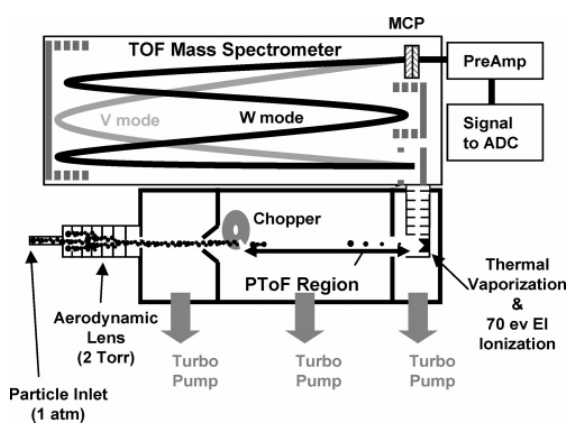 MCP
TOF Mass Spectrometer
PreAmp
V mode
W mode
Signal
to ADC
Chopper
PToF Region
Thermal
Vaporization
&
70 ev EI
Ionization
Aerodynamic
Lens
(2 Torr)
Particle Inlet
(1 atm)
Turbo
Pump
Turbo
Pump
Turbo
Pump